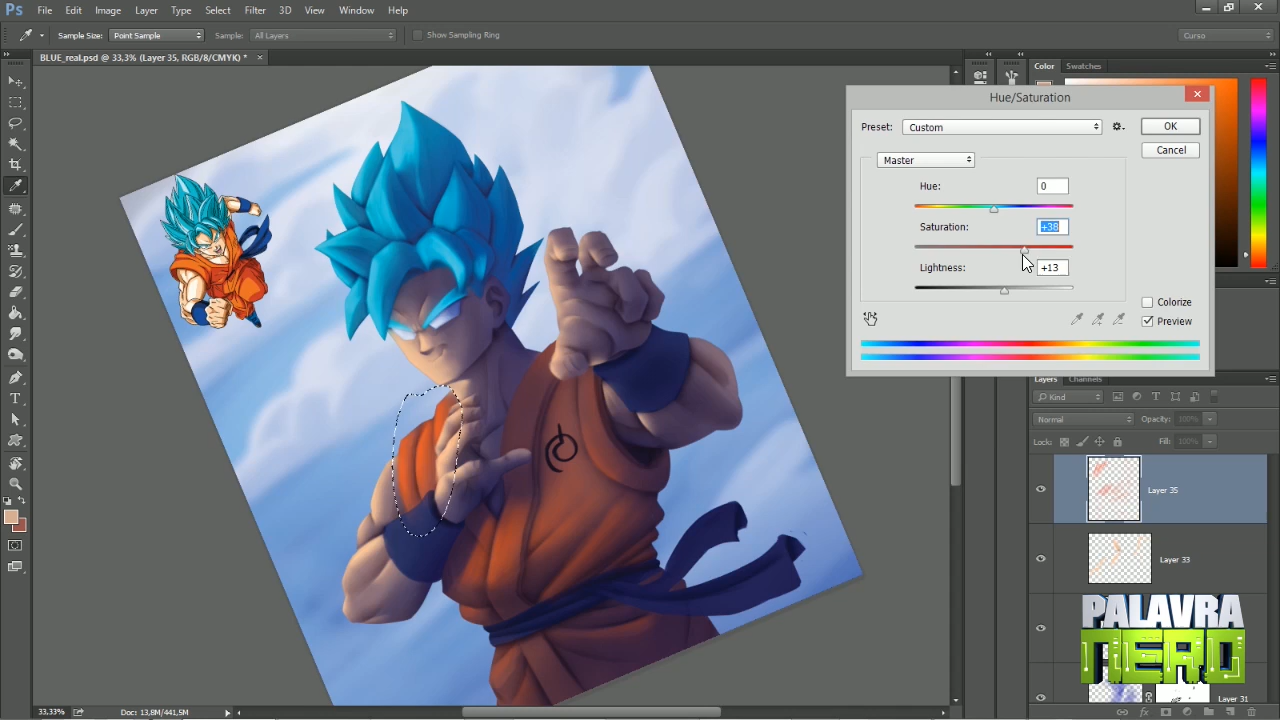 Ps File Edit Image Layer Type Select Filter 3D View Window Help
Sample Size: Point Sample Sample: All Layers Show Sampling Ring Curso
BLUE_real.psd @ 33,3% (Layer 35, RGB/8/CMYK) * ×
Color Swatches
Hue/Saturation
Preset: Custom OK
Cancel
Master
Hue: 0
Saturation: +38
Lightness: +13
Colorize
Preview
Layers Channels
Kind
Normal Opacity: 100%
Lock: Fill: 100%
Layer 35
Layer 33
PALAVRA
NERD
Layer 31
33,33% Doc: 13,8M/441,5M